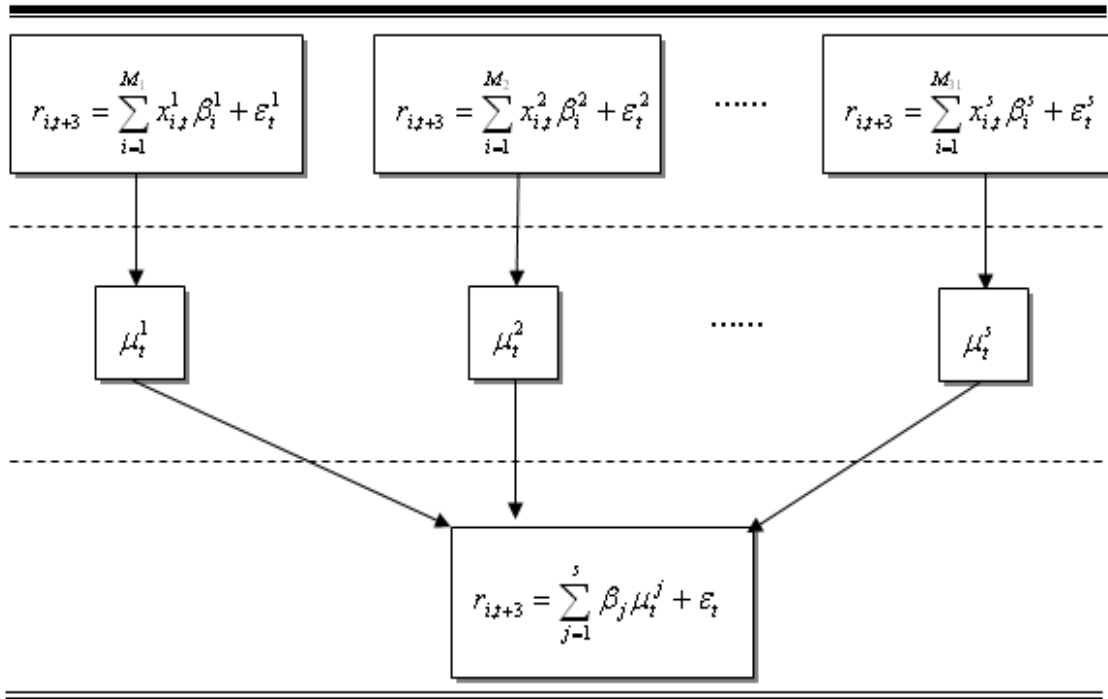 $r_{i,t+3} = \sum_{i=1}^{M_1} x_{i,t}^1 \beta_i^1 + \varepsilon_t^1$
$r_{i,t+3} = \sum_{i=1}^{M_2} x_{i,t}^2 \beta_i^2 + \varepsilon_t^2$
......
$r_{i,t+3} = \sum_{i=1}^{M_{31}} x_{i,t}^s \beta_i^s + \varepsilon_t^s$
$\mu_t^1$
$\mu_t^2$
......
$\mu_t^s$
$r_{i,t+3} = \sum_{j=1}^{s} \beta_j \mu_t^j + \varepsilon_t$